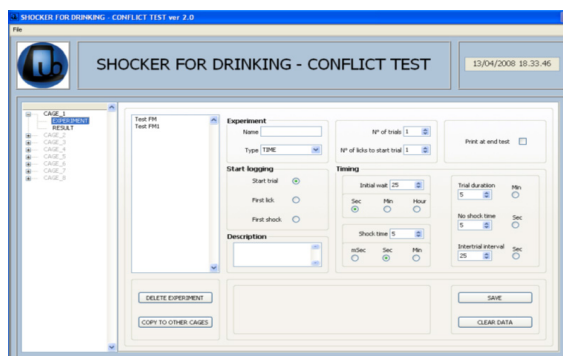 SHOCKER FOR DRINKING - CONFLICT TEST ver 2.0
File
Ub
SHOCKER FOR DRINKING - CONFLICT TEST
13/04/2008 18.33.46
CAGE_1
EXPERIMENT
RESULT
CAGE_2
CAGE_3
CAGE_4
CAGE_5
CAGE_6
CAGE_7
CAGE_8
Test FM
Test FM1
Experiment
Name
Type TIME
N° of trials 1
N° of licks to start trial 1
Print at end test
Start logging
Start trial
First lick
First shock
Description
Timing
Initial wait 25
Sec Min Hour
Shock time 5
mSec Sec Min
Trial duration Min
5
No shock time Sec
5
Intertrial interval Sec
25
DELETE EXPERIMENT
COPY TO OTHER CAGES
SAVE
CLEAR DATA